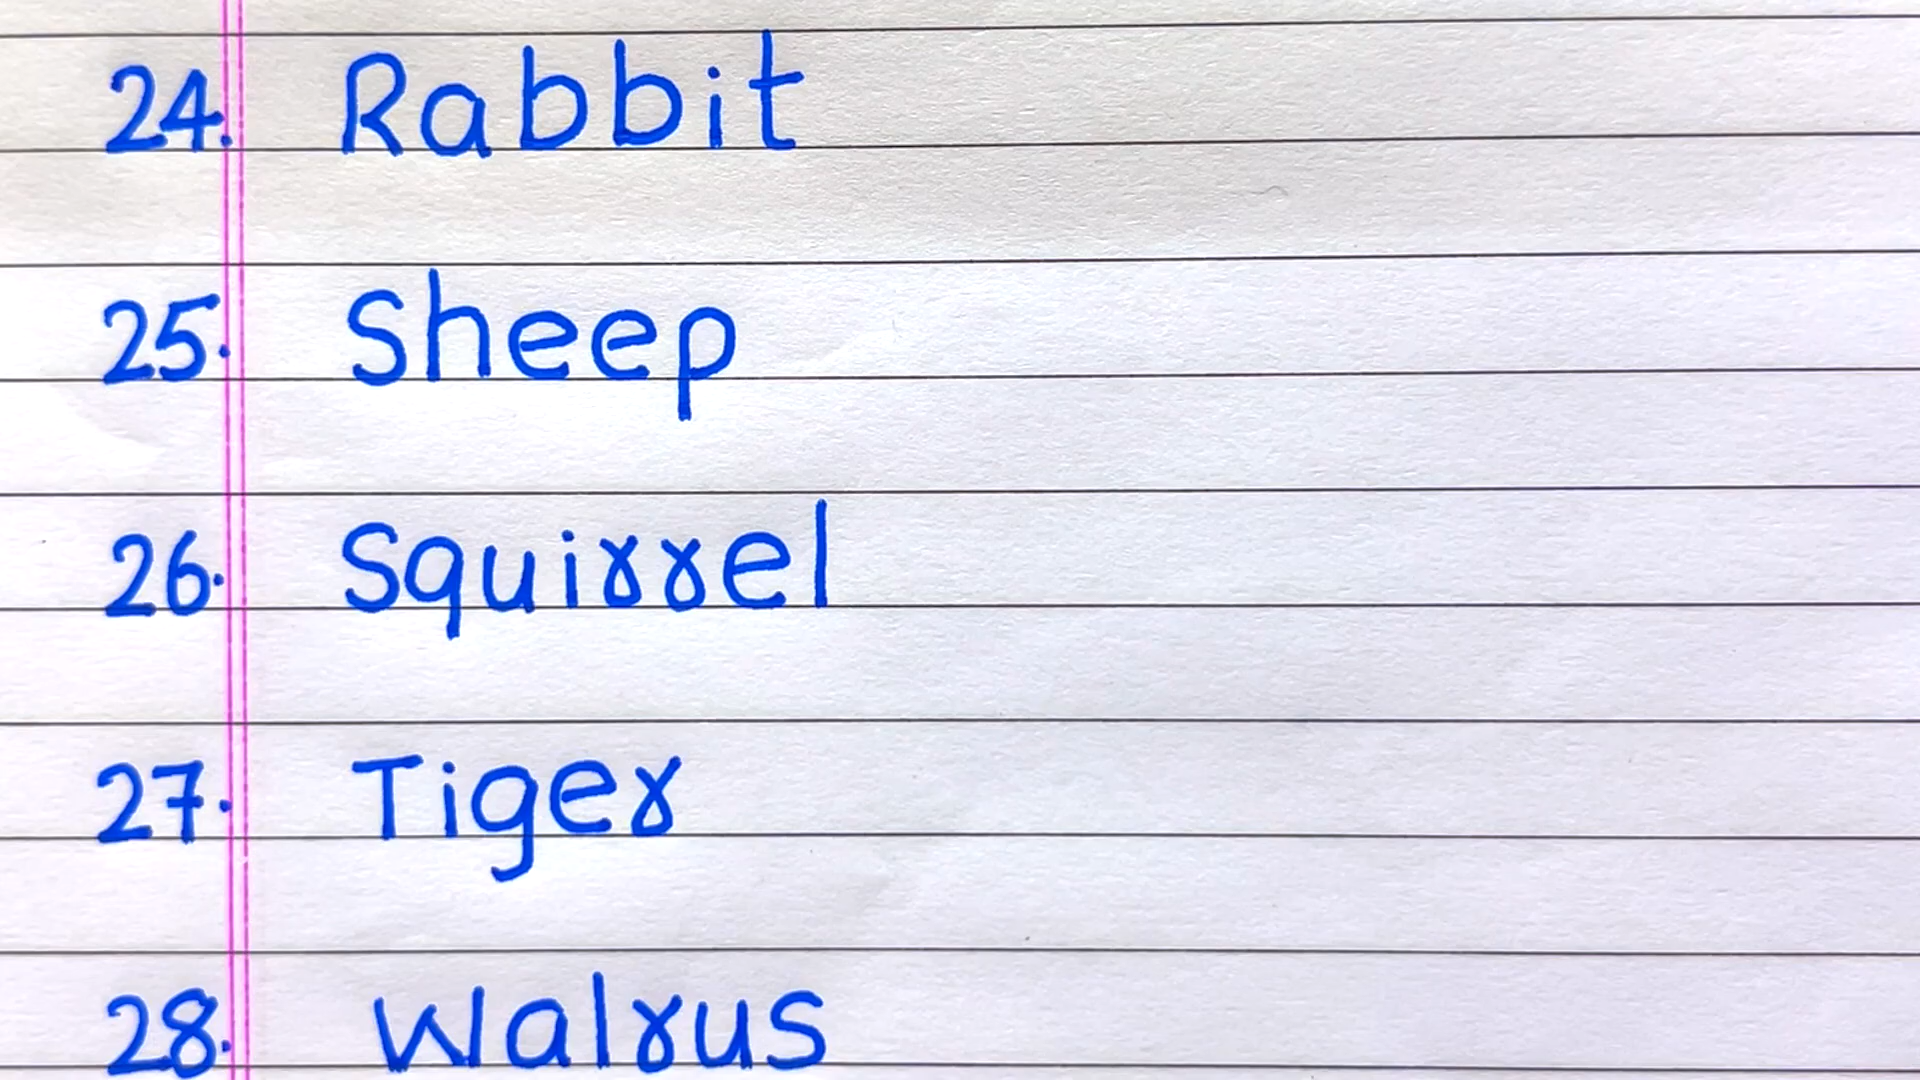 24. Rabbit
25. Sheep
26. Squirrel
27. Tiger
28. Walrus